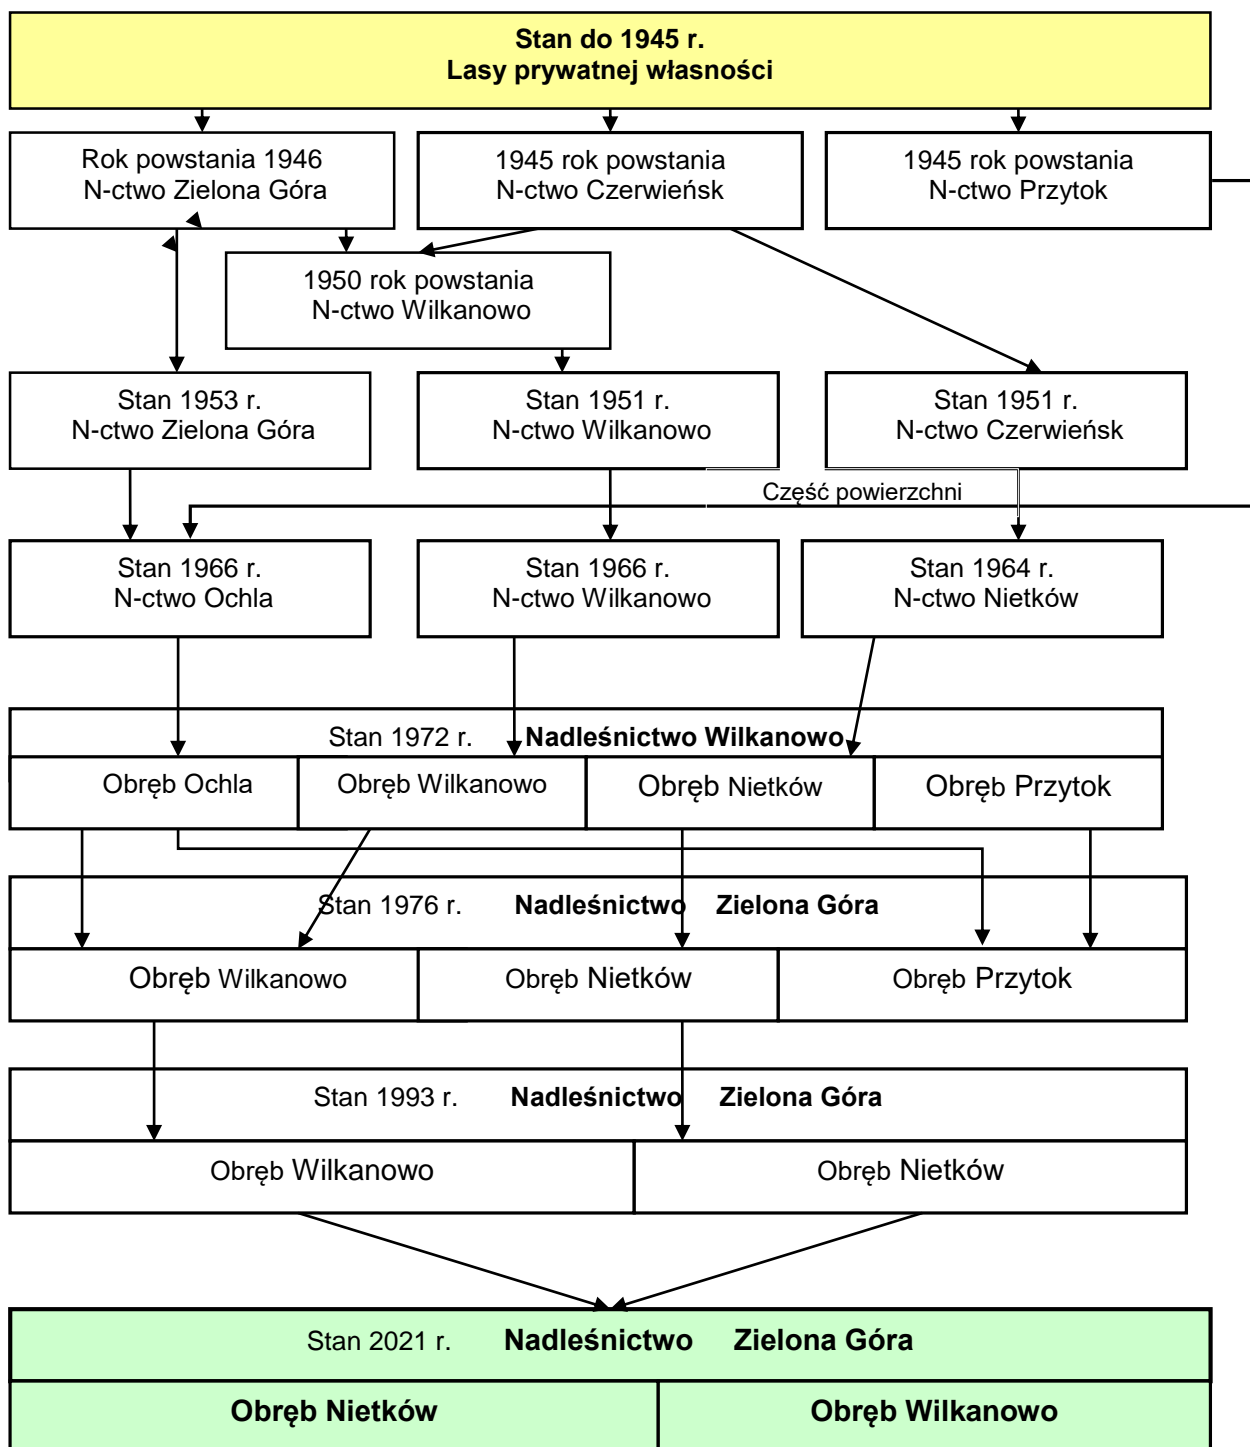 Stan do 1945 r.
Lasy prywatnej własności
Rok powstania 1946
N-ctwo Zielona Góra
1945 rok powstania
N-ctwo Czerwieńsk
1945 rok powstania
N-ctwo Przytok
1950 rok powstania
N-ctwo Wilkanowo
Stan 1953 r.
N-ctwo Zielona Góra
Stan 1951 r.
N-ctwo Wilkanowo
Stan 1951 r.
N-ctwo Czerwieńsk
Część powierzchni
Stan 1966 r.
N-ctwo Ochla
Stan 1966 r.
N-ctwo Wilkanowo
Stan 1964 r.
N-ctwo Nietków
Stan 1972 r. Nadleśnictwo Wilkanowo
Obręb Ochla
Obręb Wilkanowo
Obręb Nietków
Obręb Przytok
Stan 1976 r. Nadleśnictwo Zielona Góra
Obręb Wilkanowo
Obręb Nietków
Obręb Przytok
Stan 1993 r. Nadleśnictwo Zielona Góra
Obręb Wilkanowo
Obręb Nietków
Stan 2021 r. Nadleśnictwo Zielona Góra
Obręb Nietków
Obręb Wilkanowo